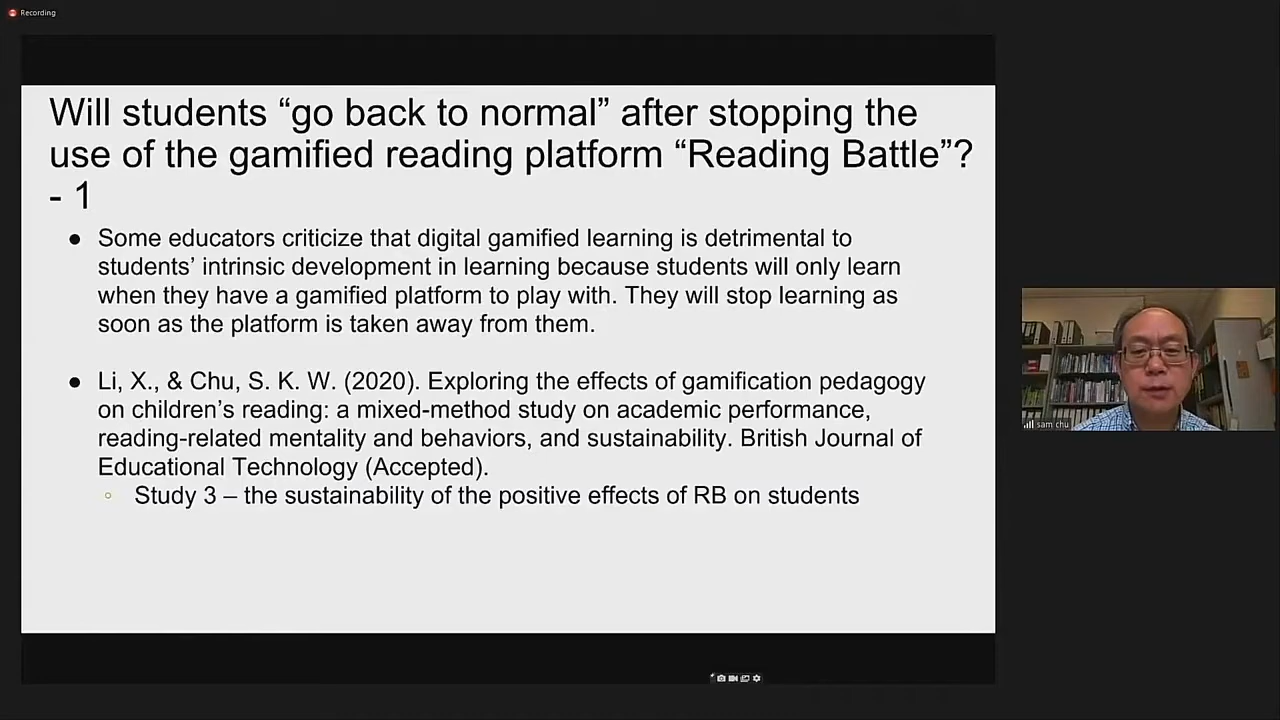 Recording
Will students “go back to normal” after stopping the
use of the gamified reading platform “Reading Battle”?
- 1
● Some educators criticize that digital gamified learning is detrimental to
students’ intrinsic development in learning because students will only learn
when they have a gamified platform to play with. They will stop learning as
soon as the platform is taken away from them.
● Li, X., & Chu, S. K. W. (2020). Exploring the effects of gamification pedagogy
on children’s reading: a mixed-method study on academic performance,
reading-related mentality and behaviors, and sustainability. British Journal of
Educational Technology (Accepted).
○ Study 3 – the sustainability of the positive effects of RB on students
sam chu